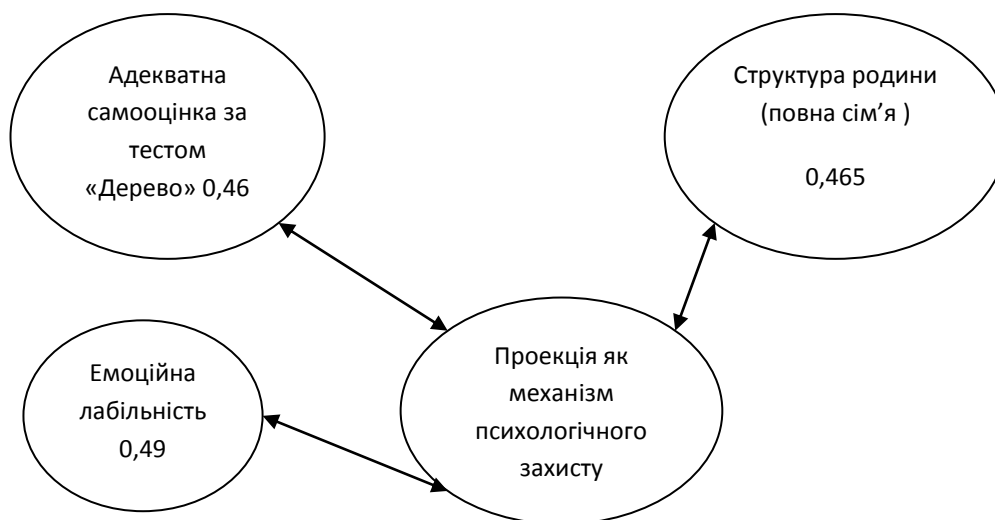 Адекватна
самооцінка за
тестом
«Дерево» 0,46
Структура родини
(повна сім’я )
0,465
Емоційна
лабільність
0,49
Проекція як
механізм
психологічного
захисту